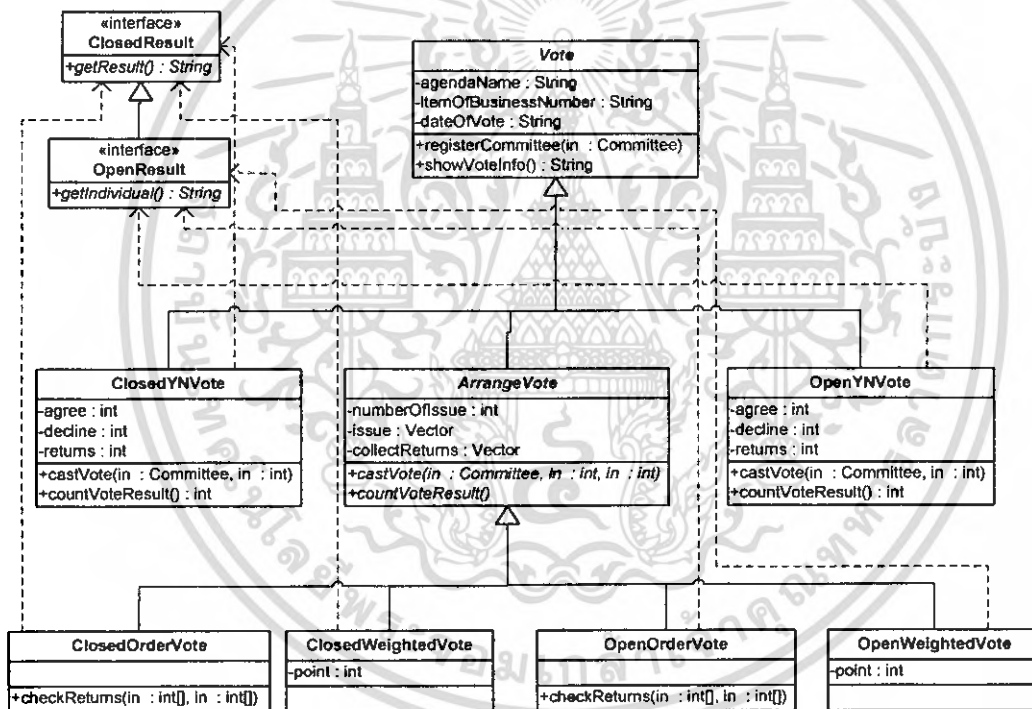 «interface»
ClosedResult
+getResult() : String
«interface»
OpenResult
+getIndividual() : String
Vote
-agendaName : String
-ItemOfBusinessNumber : String
-dateOfVote : String
+registerCommittee(in : Committee)
+showVoteInfo() : String
ClosedYNVote
-agree : int
-decline : int
-returns : int
+castVote(in : Committee, in : int)
+countVoteResult() : int
ArrangeVote
-numberOfIssue : int
-issue : Vector
-collectReturns : Vector
+castVote(in : Committee, in : int, in : int)
+countVoteResult()
OpenYNVote
-agree : int
-decline : int
-returns : int
+castVote(in : Committee, in : int)
+countVoteResult() : int
ClosedOrderVote
+checkReturns(in : int[], in : int[])
ClosedWeightedVote
-point : int
OpenOrderVote
+checkReturns(in : int[], in : int[])
OpenWeightedVote
-point : int